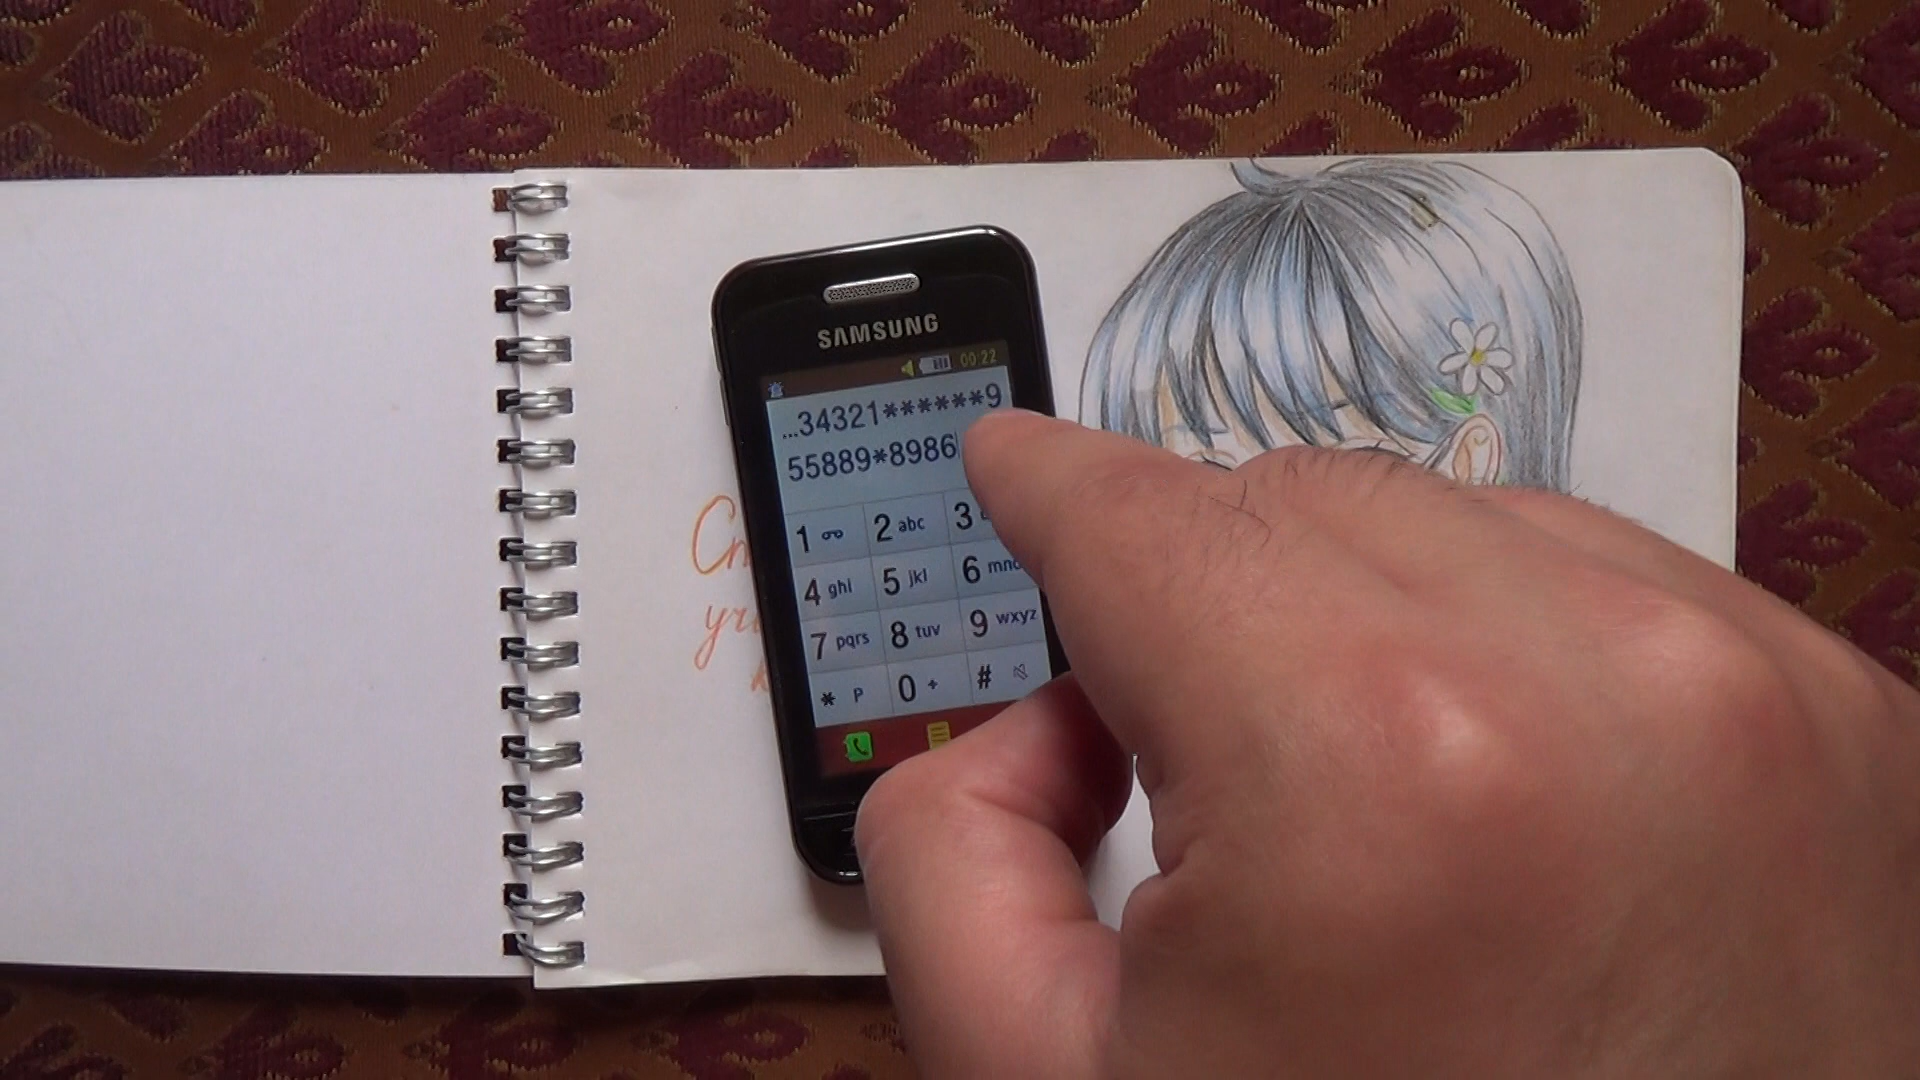 SAMSUNG
00:22
...34321******9
55889*8986
1 2 abc 3
4 ghi 5 jkl 6 mno
7 pqrs 8 tuv 9 wxyz
* P 0 + #